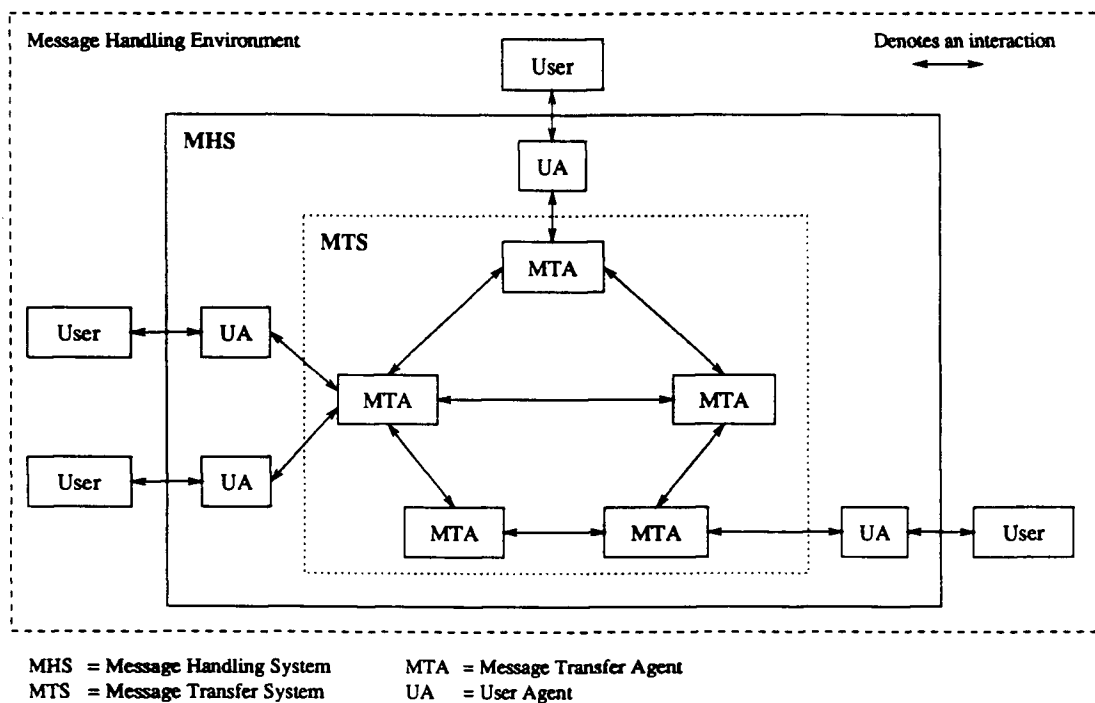 Message Handling Environment
Denotes an interaction
User
MHS
UA
MTS
MTA
User
UA
MTA
MTA
User
UA
MTA
MTA
UA
User
MHS = Message Handling System
MTA = Message Transfer Agent
MTS = Message Transfer System
UA = User Agent